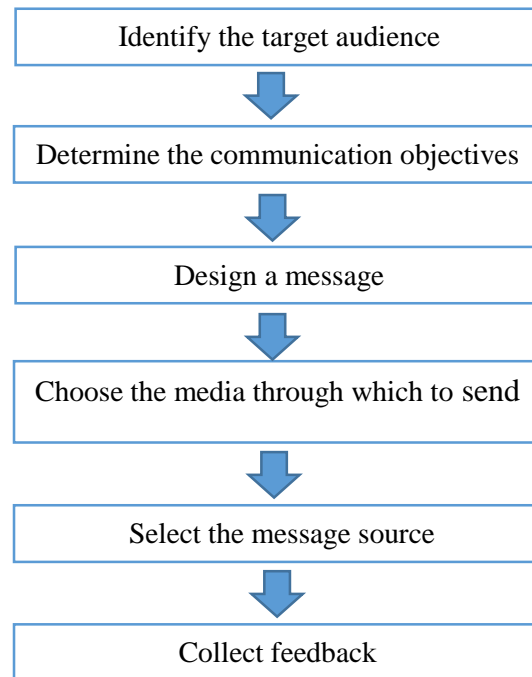 Identify the target audience
Determine the communication objectives
Design a message
Choose the media through which to send
Select the message source
Collect feedback